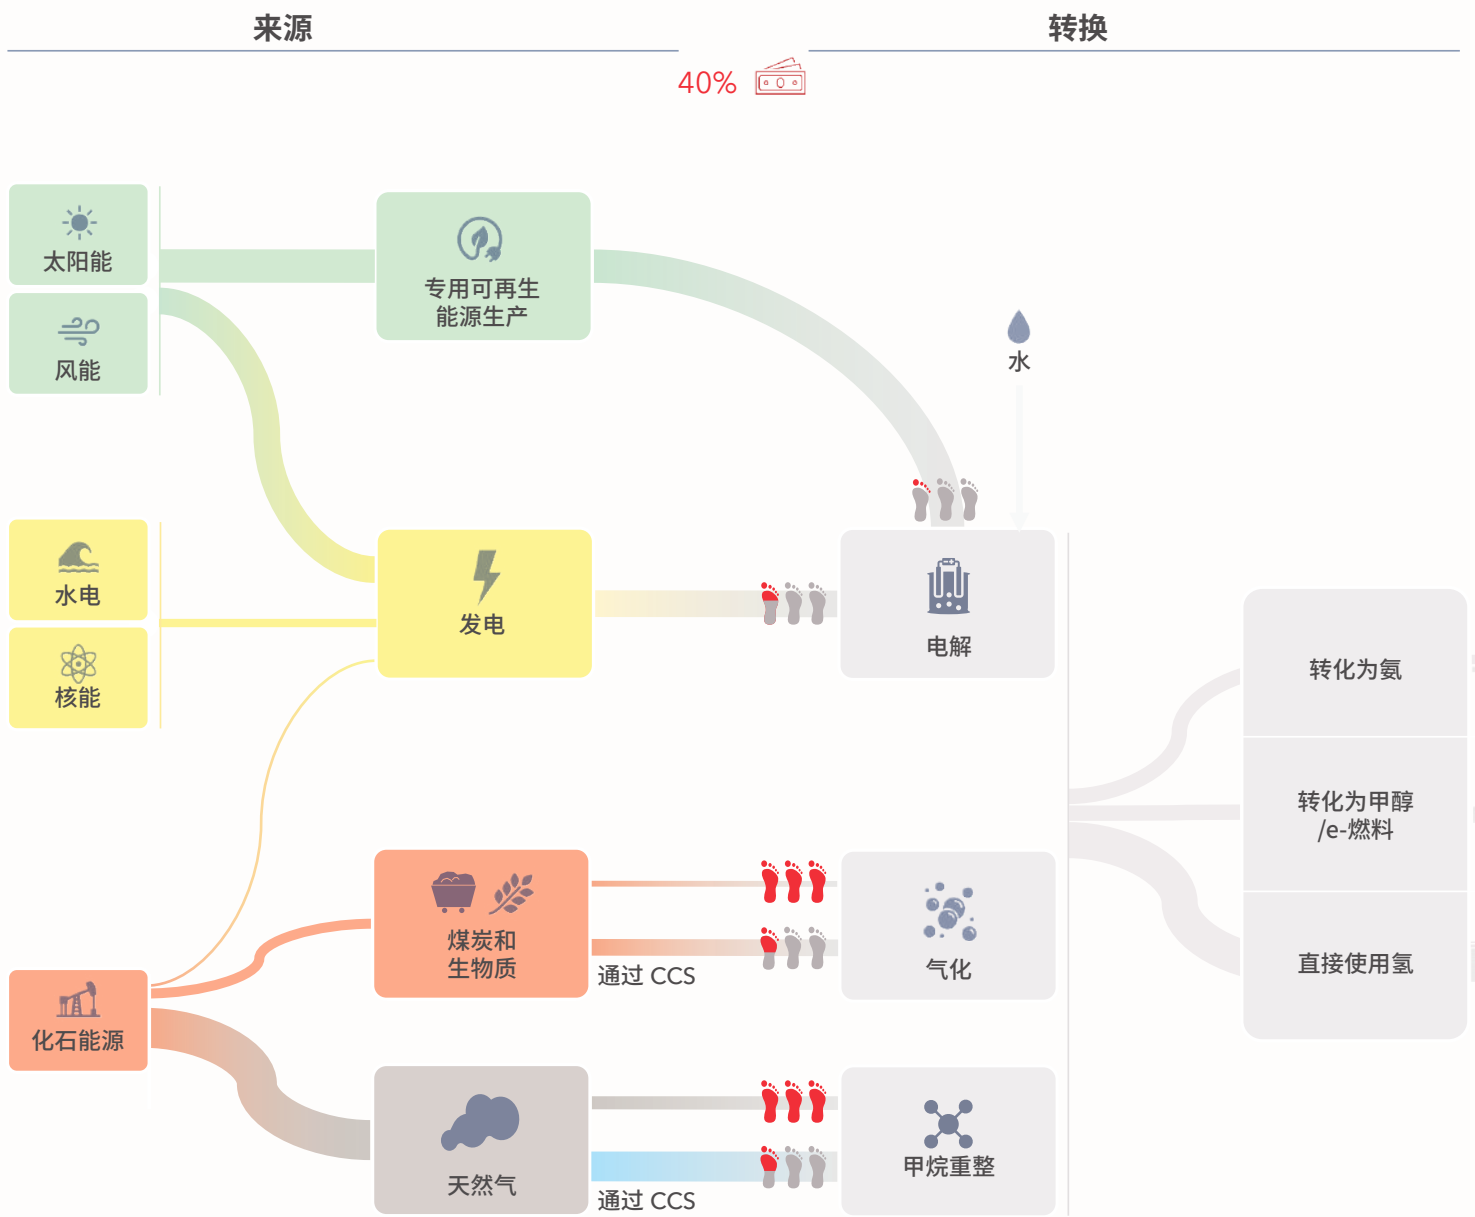 来源
转换
40%
太阳能
专用可再生
能源生产
风能
水
水电
发电
电解
核能
转化为氨
转化为甲醇
/e-燃料
煤炭和
生物质
通过 CCS
气化
直接使用氢
化石能源
天然气
通过 CCS
甲烷重整